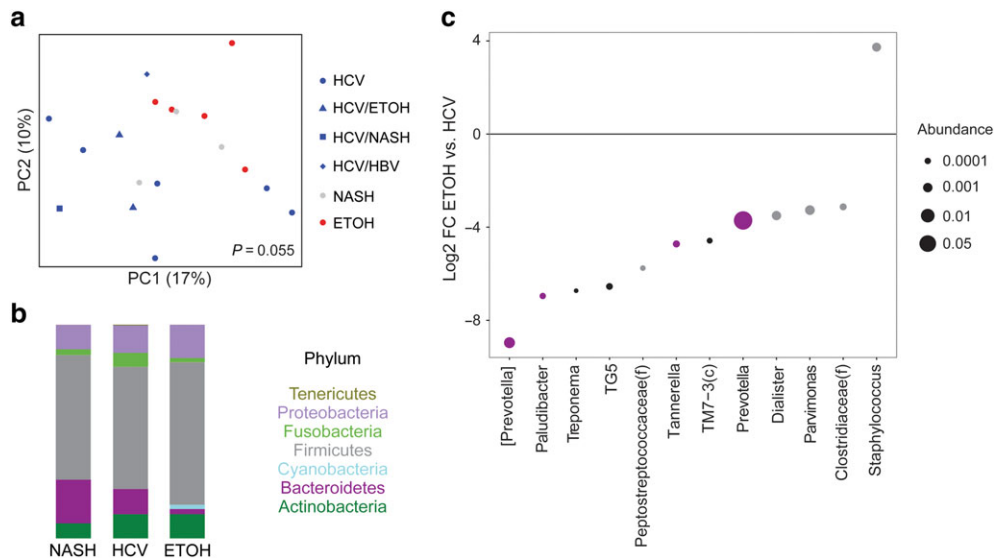 a
PC2 (10%)
PC1 (17%)
P = 0.055
HCV
HCV/ETOH
HCV/NASH
HCV/HBV
NASH
ETOH
b
NASH
HCV
ETOH
Phylum
Tenericutes
Proteobacteria
Fusobacteria
Firmicutes
Cyanobacteria
Bacteroidetes
Actinobacteria
c
Log2 FC ETOH vs. HCV
4
0
−4
−8
[Prevotella]
Paludibacter
Treponema
TG5
Peptostreptococcaceae(f)
Tannerella
TM7−3(c)
Prevotella
Dialister
Parvimonas
Clostridiaceae(f)
Staphylococcus
Abundance
0.0001
0.001
0.01
0.05